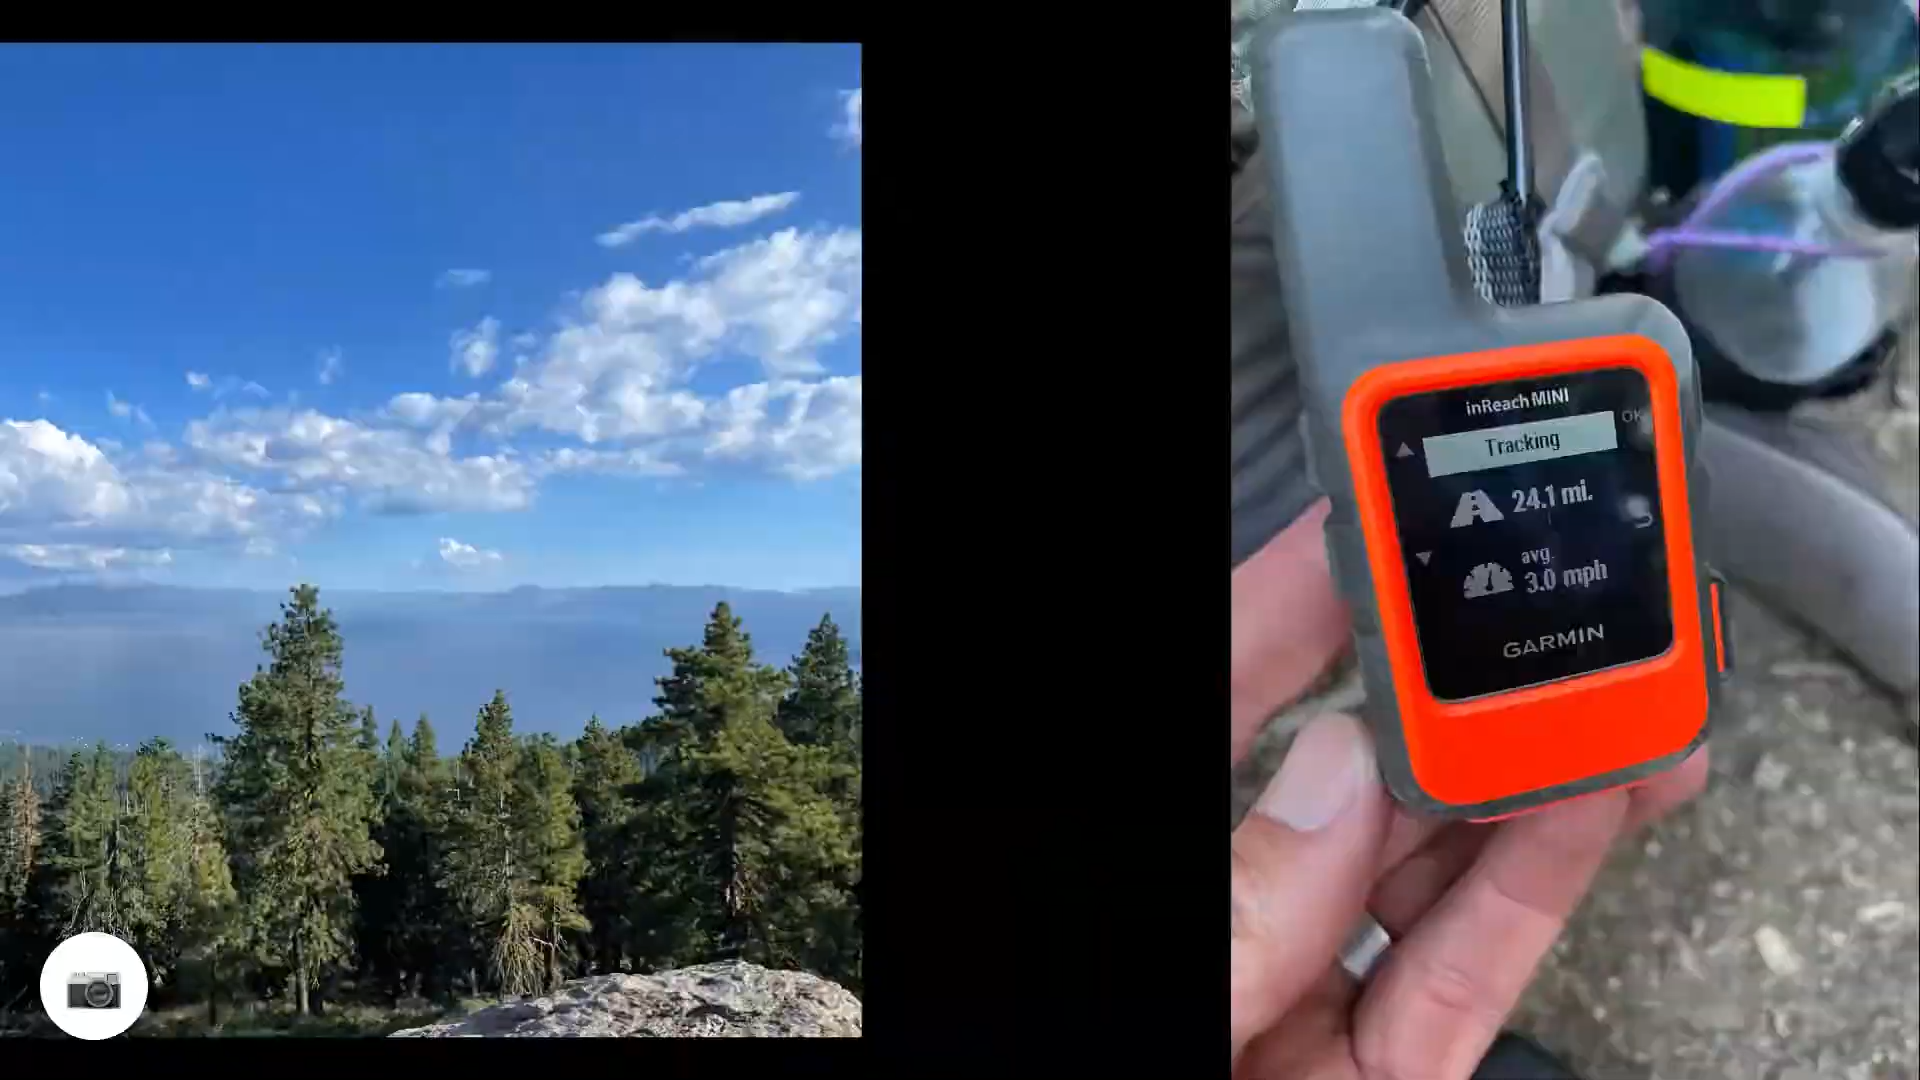 inReach MINI
OK
Tracking
24.1 mi.
avg.
3.0 mph
GARMIN